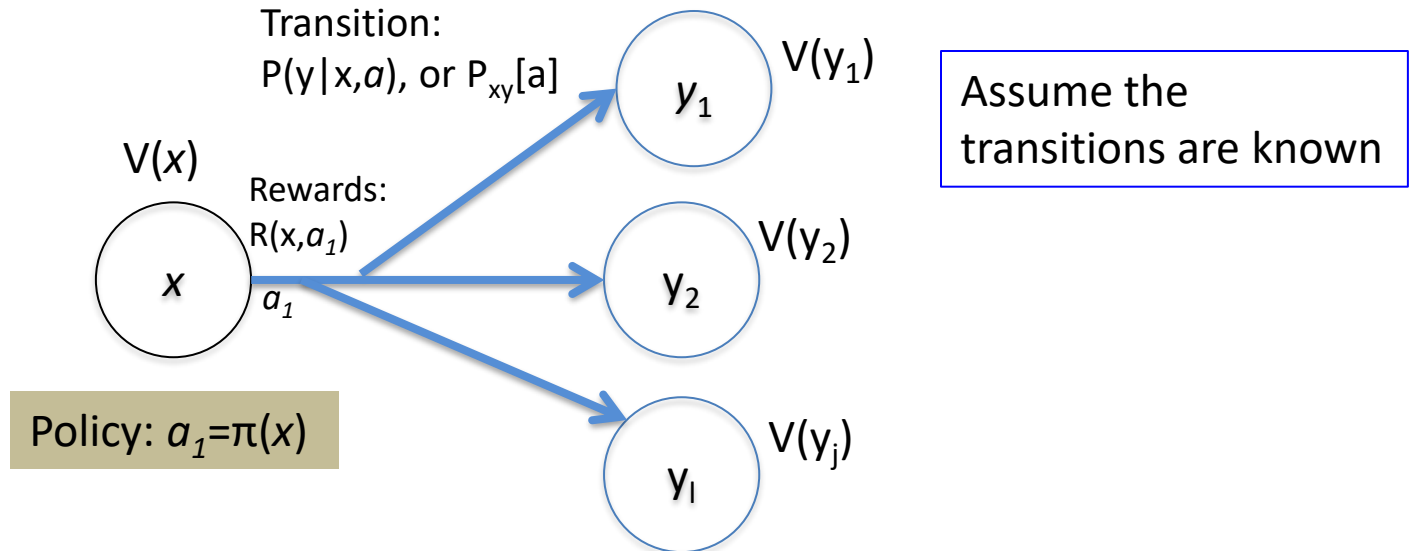 Transition:
P(y|x,a), or Pxy[a]
V(y1)
y1
Assume the
transitions are known
V(x)
Rewards:
R(x,a1)
V(y2)
x
a1
y2
Policy: a1=π(x)
V(yj)
yl